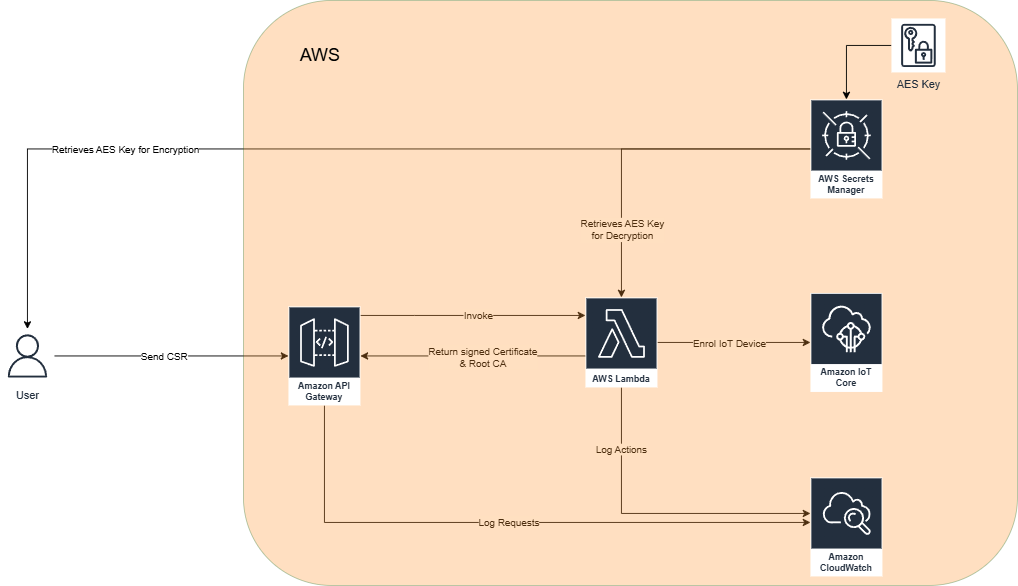 AWS
AES Key
Retrieves AES Key for Encryption
AWS Secrets
Manager
Retrieves AES Key
for Decryption
Invoke
Send CSR
Return signed Certificate
& Root CA
Enrol IoT Device
User
Amazon API
Gateway
AWS Lambda
Amazon IoT
Core
Log Actions
Log Requests
Amazon
CloudWatch